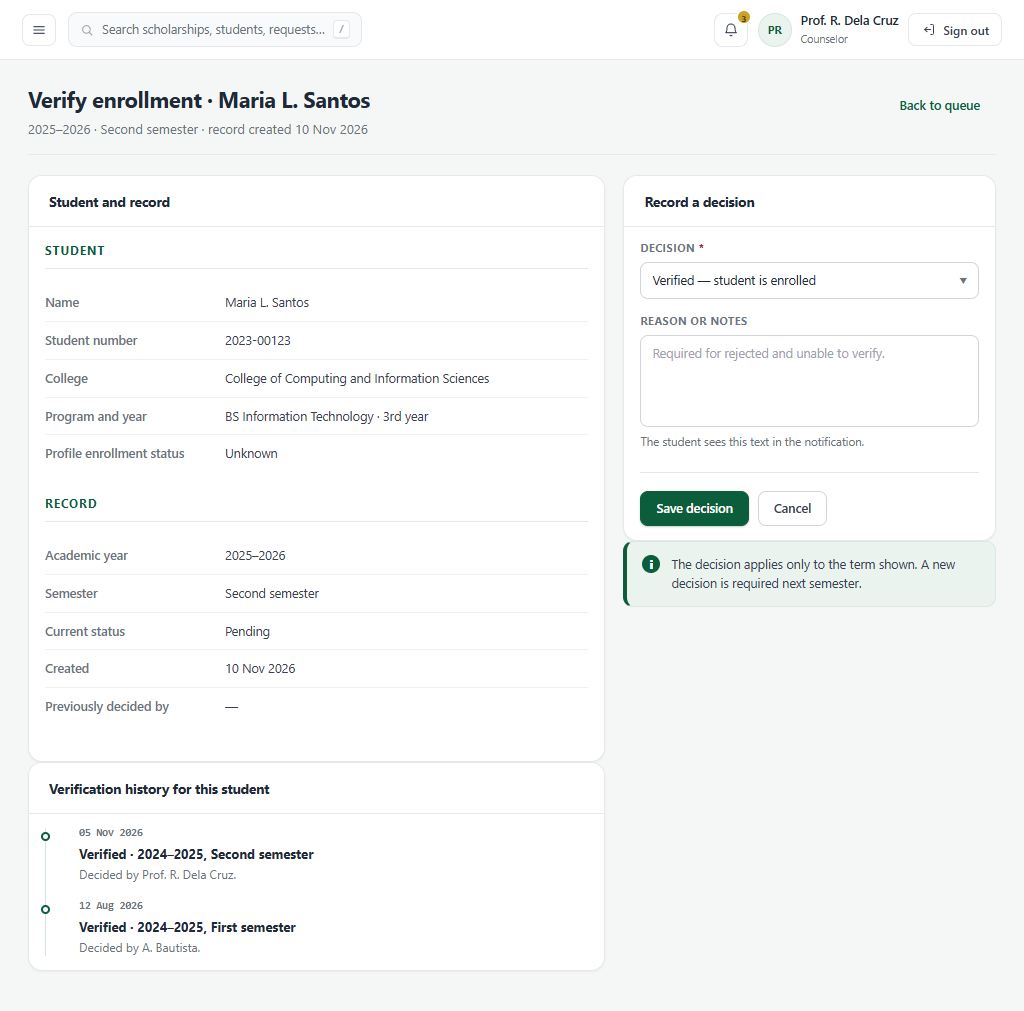 Search scholarships, students, requests... /
3
PR
Prof. R. Dela Cruz
Counselor
Sign out
Verify enrollment · Maria L. Santos
2025–2026 · Second semester · record created 10 Nov 2026
Back to queue
Student and record
STUDENT
Name Maria L. Santos
Student number 2023-00123
College College of Computing and Information Sciences
Program and year BS Information Technology · 3rd year
Profile enrollment status Unknown
RECORD
Academic year 2025–2026
Semester Second semester
Current status Pending
Created 10 Nov 2026
Previously decided by —
Verification history for this student
05 Nov 2026
Verified · 2024–2025, Second semester
Decided by Prof. R. Dela Cruz.
12 Aug 2026
Verified · 2024–2025, First semester
Decided by A. Bautista.
Record a decision
DECISION *
Verified — student is enrolled
REASON OR NOTES
Required for rejected and unable to verify.
The student sees this text in the notification.
Save decision
Cancel
The decision applies only to the term shown. A new
decision is required next semester.